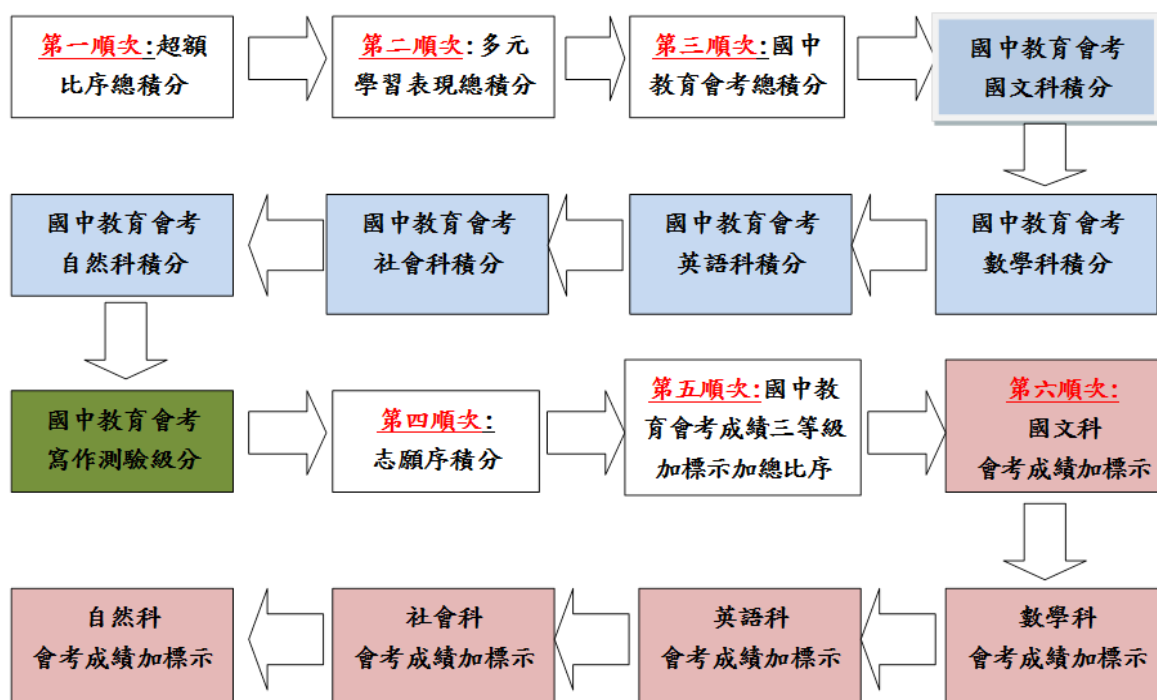 第一順次:超額
比序總積分
第二順次:多元
學習表現總積分
第三順次:國中
教育會考總積分
國中教育會考
國文科積分
國中教育會考
數學科積分
國中教育會考
英語科積分
國中教育會考
社會科積分
國中教育會考
自然科積分
國中教育會考
寫作測驗級分
第四順次:
志願序積分
第五順次:國中教
育會考成績三等級
加標示加總比序
第六順次:
國文科
會考成績加標示
數學科
會考成績加標示
英語科
會考成績加標示
社會科
會考成績加標示
自然科
會考成績加標示